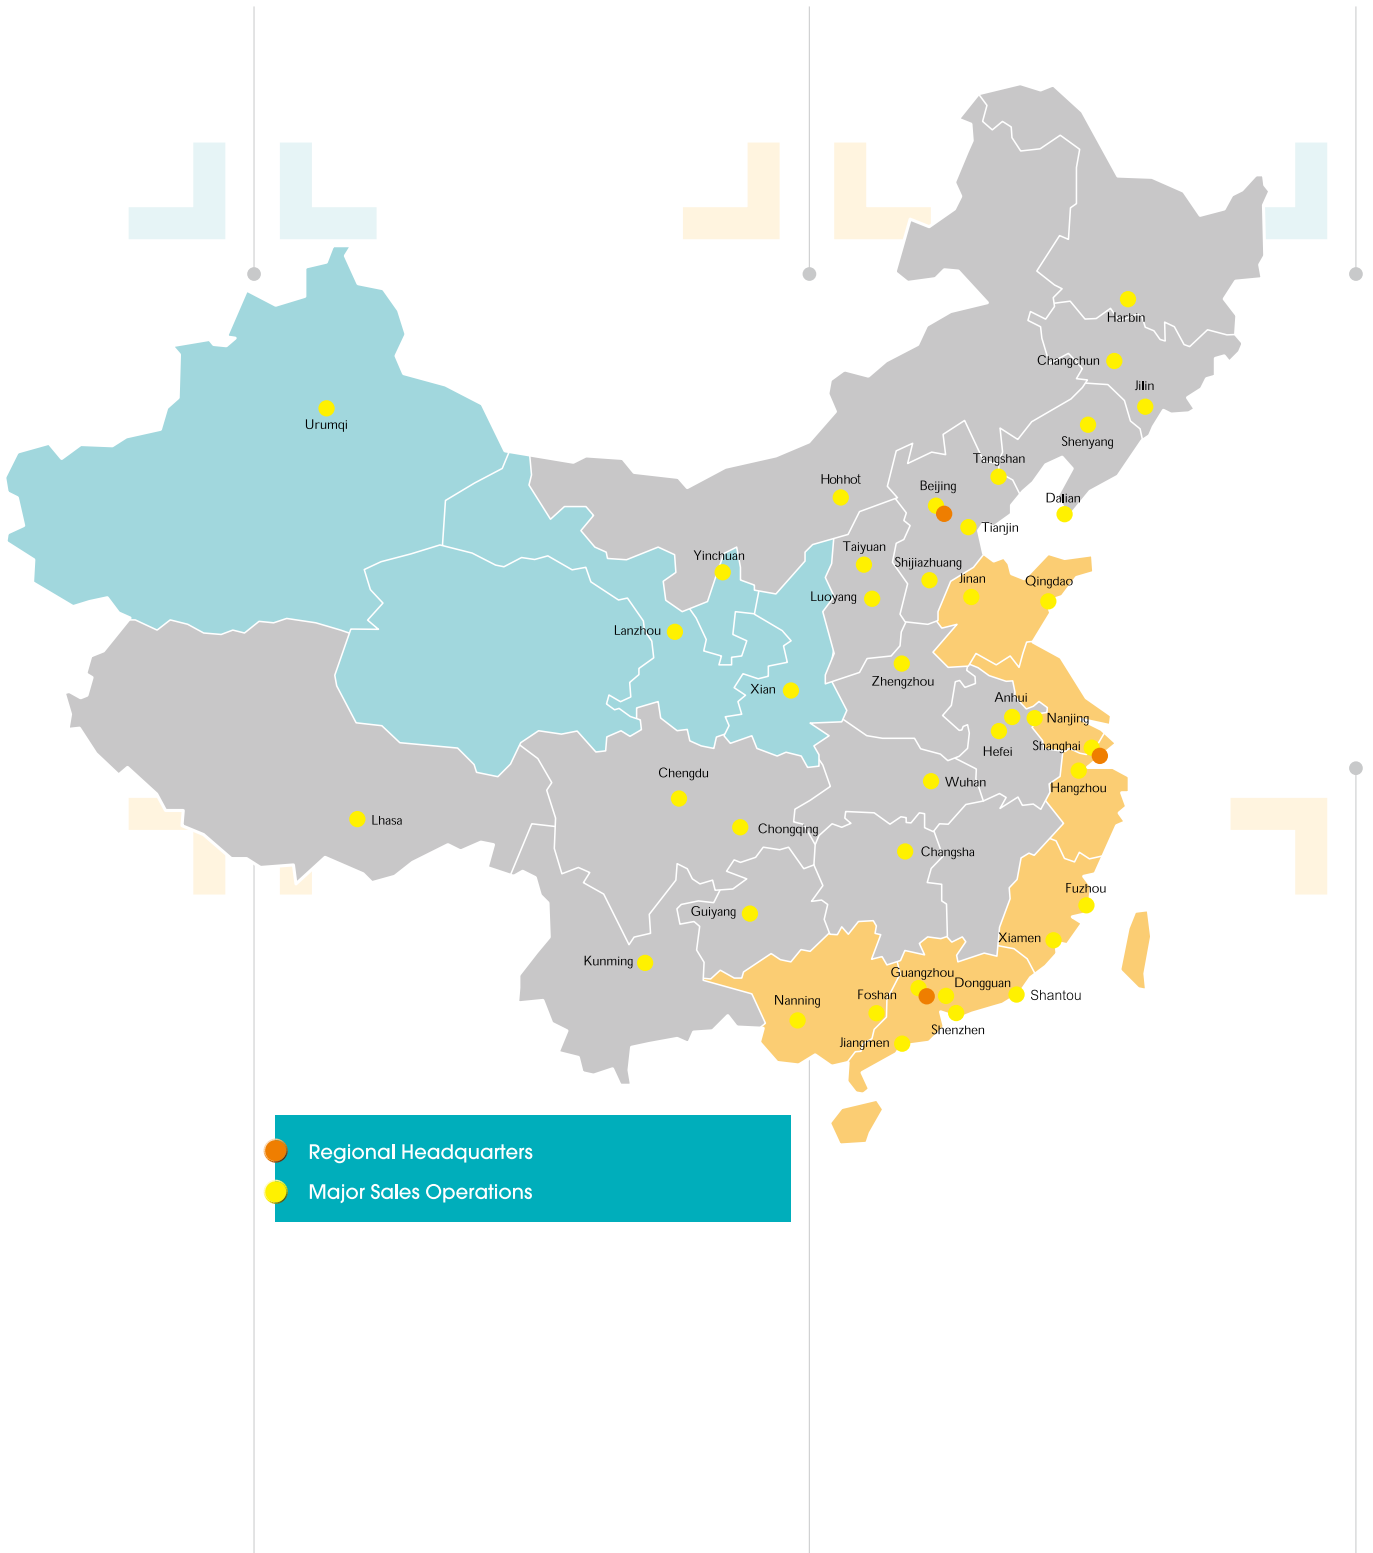 Harbin
Changchun
Jilin
Urumqi
Shenyang
Tangshan
Hohhot
Beijing
Dalian
Tianjin
Taiyuan
Yinchuan
Shijiazhuang
Jinan
Qingdao
Luoyang
Lanzhou
Zhengzhou
Xian
Anhui
Nanjing
Shanghai
Hefei
Chengdu
Wuhan
Hangzhou
Lhasa
Chongqing
Changsha
Fuzhou
Guiyang
Xiamen
Kunming
Guangzhou
Dongguan
Nanning
Foshan
Shantou
Shenzhen
Jiangmen
Regional Headquarters
Major Sales Operations